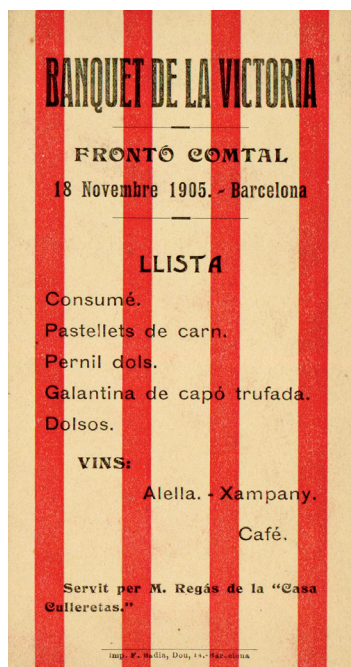 BANQUET DE LA VICTORIA
FRONTÓ COMTAL
18 Novembre 1905. - Barcelona
LLISTA
Consumé.
Pastellets de carn.
Pernil dols.
Galantina de capó trufada.
Dolsos.
VINS:
Alella. - Xampany.
Café.
Servit per M. Regás de la "Casa
Culleretas."
Imp. F. Badia, Dou, 14.-Barcelona